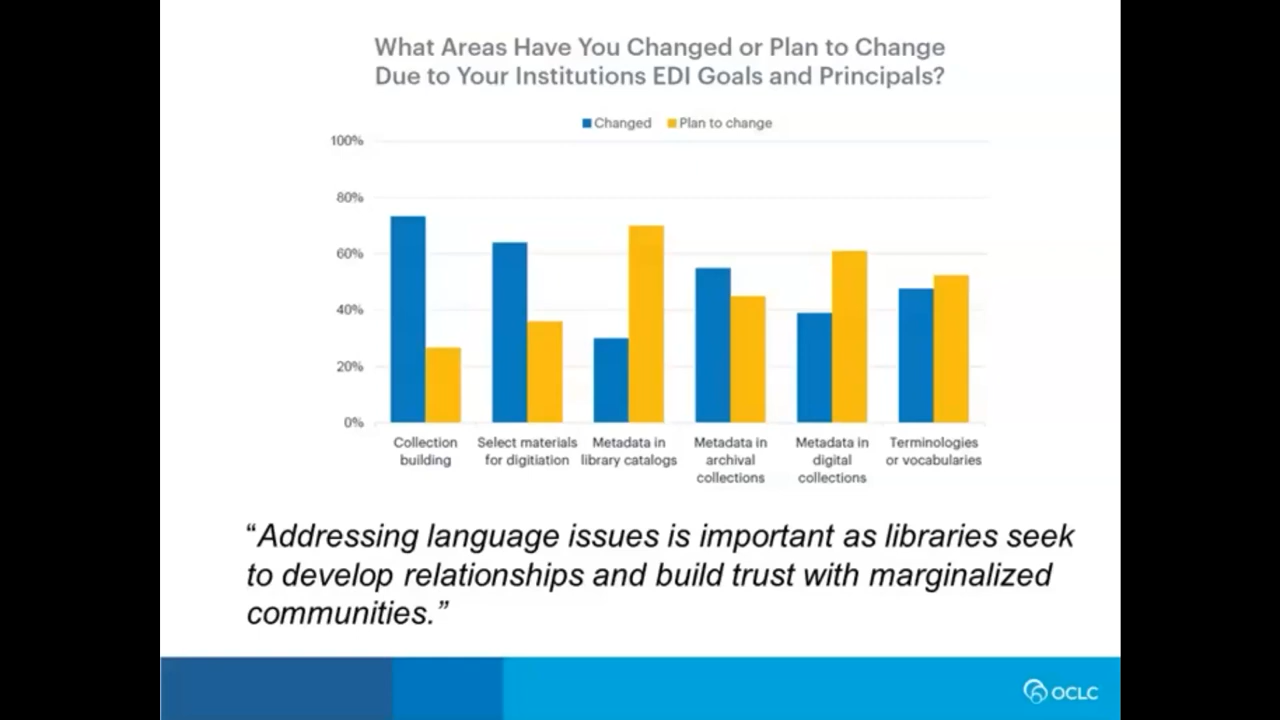 What Areas Have You Changed or Plan to Change
Due to Your Institutions EDI Goals and Principals?
Changed Plan to change
100%
80%
60%
40%
20%
0%
Collection
building
Select materials
for digitiation
Metadata in
library catalogs
Metadata in
archival
collections
Metadata in
digital
collections
Terminologies
or vocabularies
“Addressing language issues is important as libraries seek
to develop relationships and build trust with marginalized
communities.”
OCLC